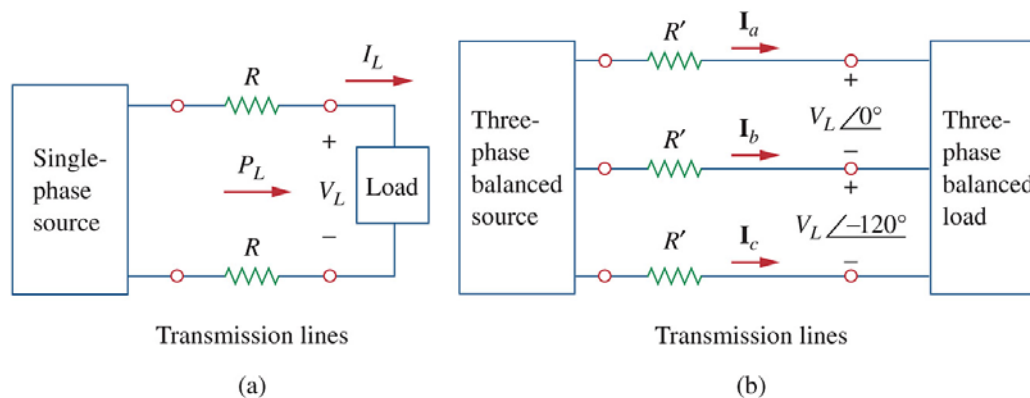 Single-
phase
source
R
R
P_L
I_L
+
V_L
−
Load
Transmission lines
(a)
Three-
phase
balanced
source
R′
I_a
R′
I_b
R′
I_c
+
V_L ∠0°
−
+
V_L ∠−120°
−
Three-
phase
balanced
load
Transmission lines
(b)